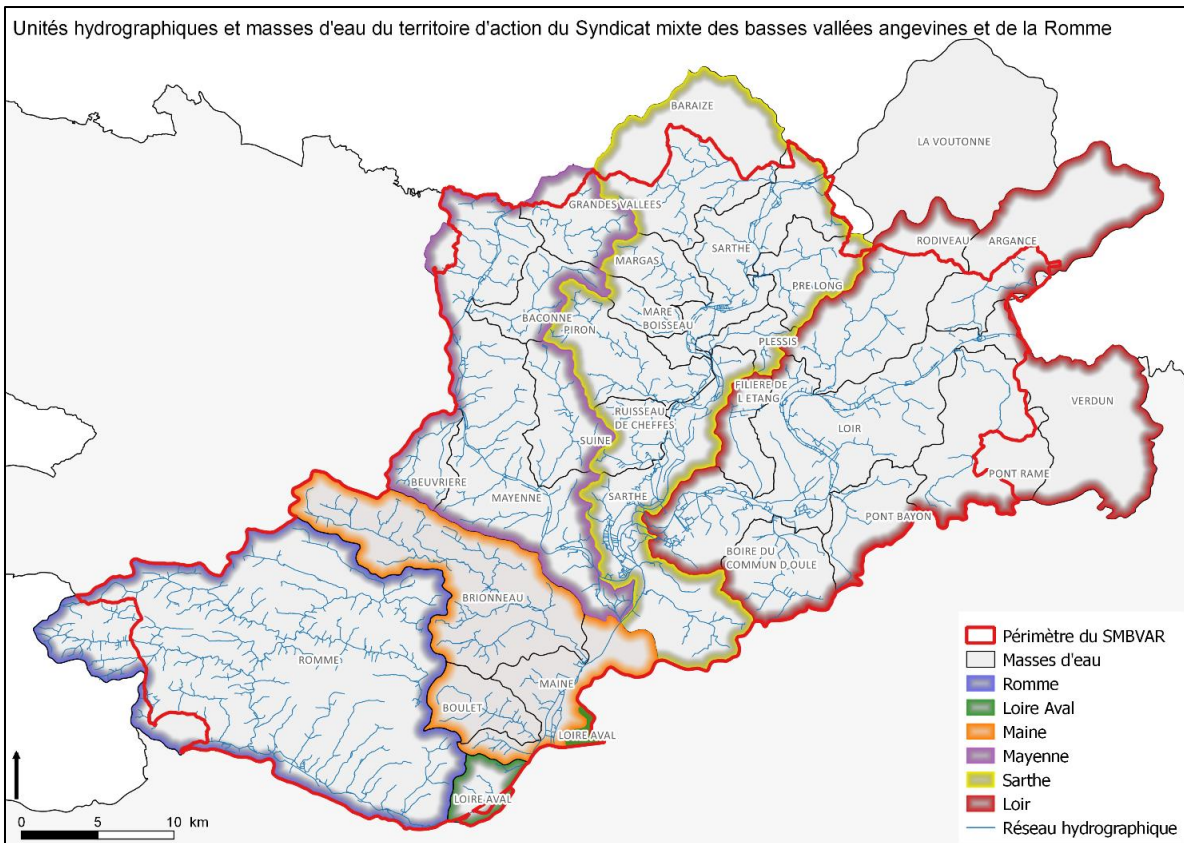 Unités hydrographiques et masses d'eau du territoire d'action du Syndicat mixte des basses vallées angevines et de la Romme
BARAIZE
LA VOUTONNE
GRANDES VALLEES
SARTHE
RODIVEAU
ARGANCE
MARGAS
PRE LONG
BACONNE
PIRON
MARE
BOISSEAU
PLESSIS
FILIERE DE
L ETANG
VERDUN
RUISSEAU
DE CHEFFES
LOIR
SUINE
PONT RAME
BEUVRIERE
MAYENNE
SARTHE
PONT BAYON
BOIRE DU
COMMUN D'OULE
BRIONNEAU
ROMME
MAINE
BOULET
LOIRE AVAL
LOIRE AVAL
Périmètre du SMBVAR
Masses d'eau
Romme
Loire Aval
Maine
Mayenne
Sarthe
Loir
Réseau hydrographique
0 5 10 km